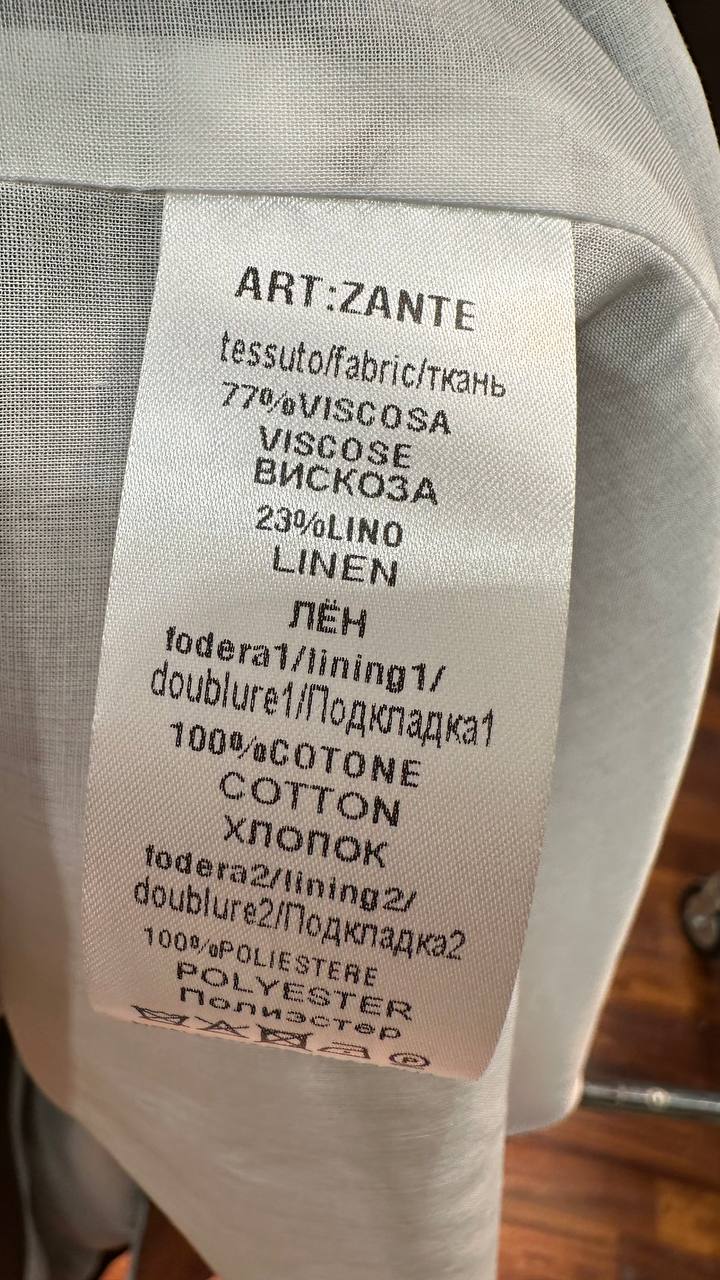 ART:ZANTE
tessuto/fabric/ткань
77%VISCOSA
VISCOSE
ВИСКОЗА
23%LINO
LINEN
ЛЁН
fodera1/lining1/
doublure1/Подкладка1
100%COTONE
COTTON
ХЛОПОК
fodera2/lining2/
doublure2/Подкладка2
100%POLIESTERE
POLYESTER
Полиэстер
P